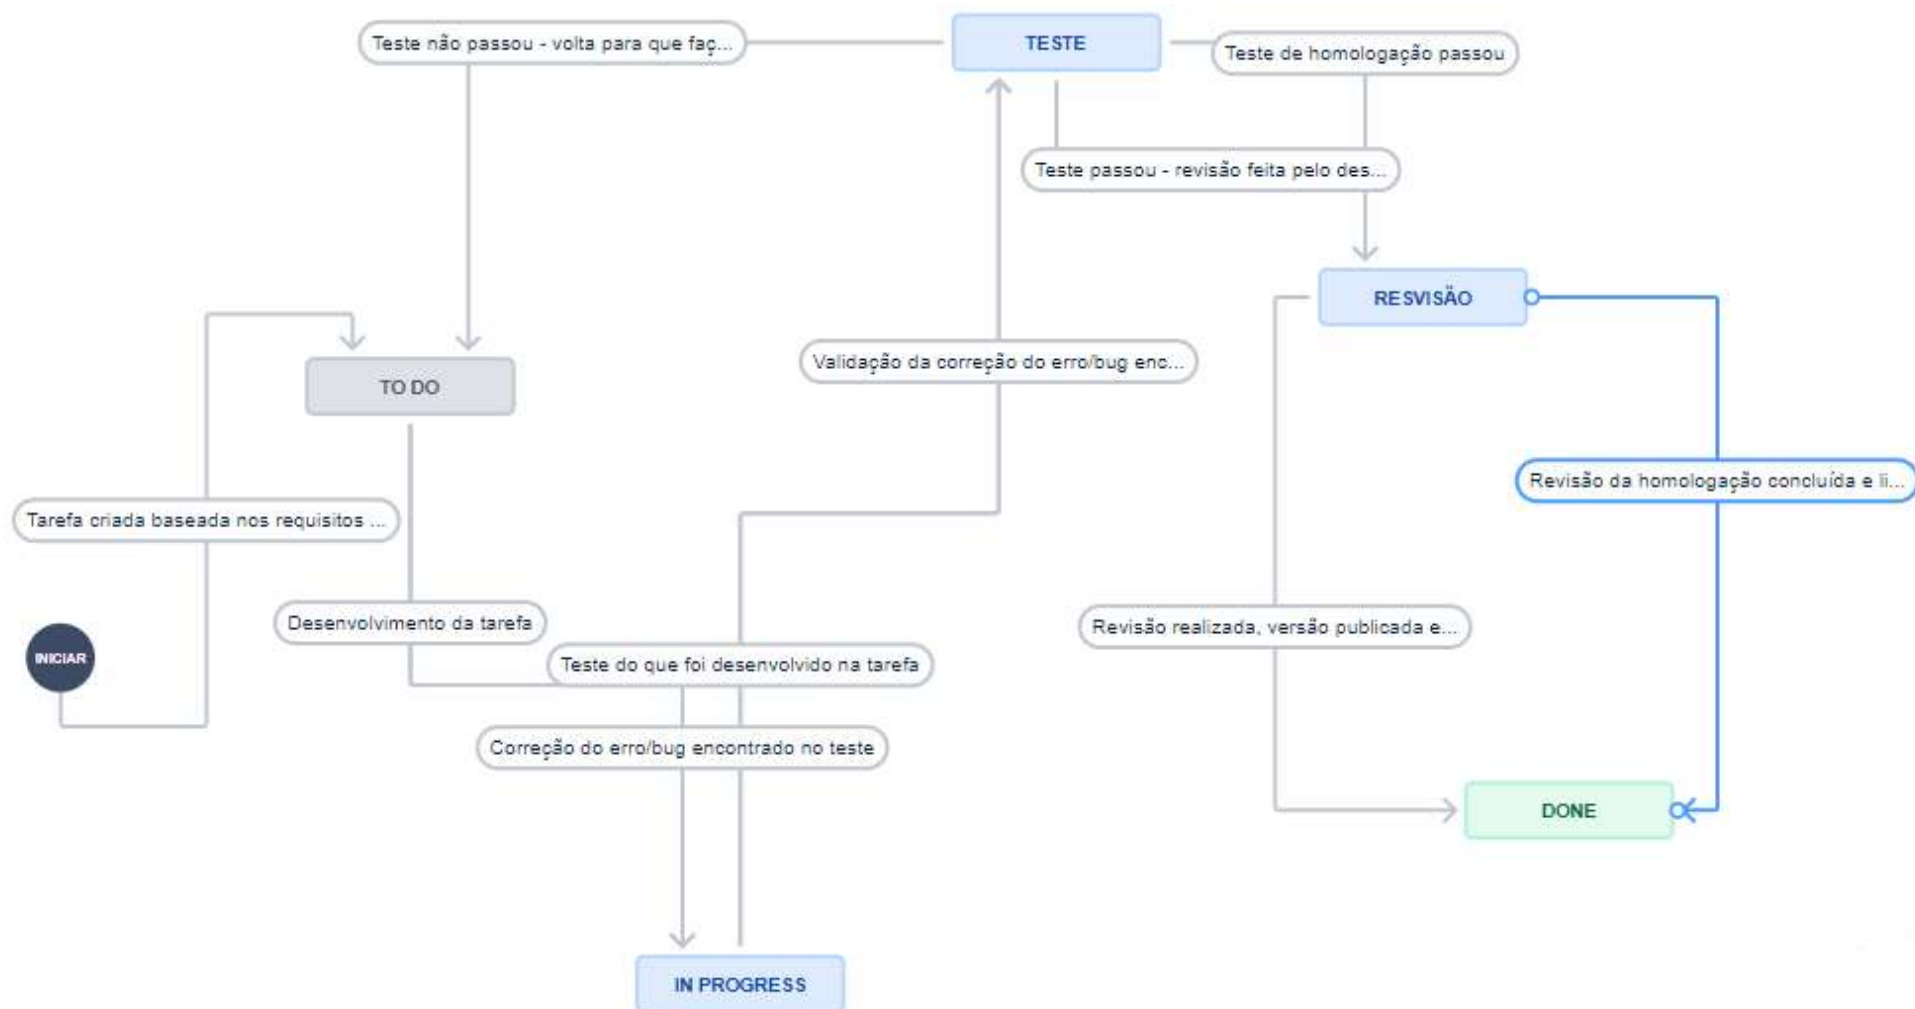 Teste não passou - volta para que faç...
TESTE
Teste de homologação passou
Teste passou - revisão feita pelo des...
RESVISÃO
Validação da correção do erro/bug enc...
TO DO
Revisão da homologação concluída e li...
Tarefa criada baseada nos requisitos ...
Desenvolvimento da tarefa
Revisão realizada, versão publicada e...
INICIAR
Teste do que foi desenvolvido na tarefa
Correção do erro/bug encontrado no teste
DONE
IN PROGRESS